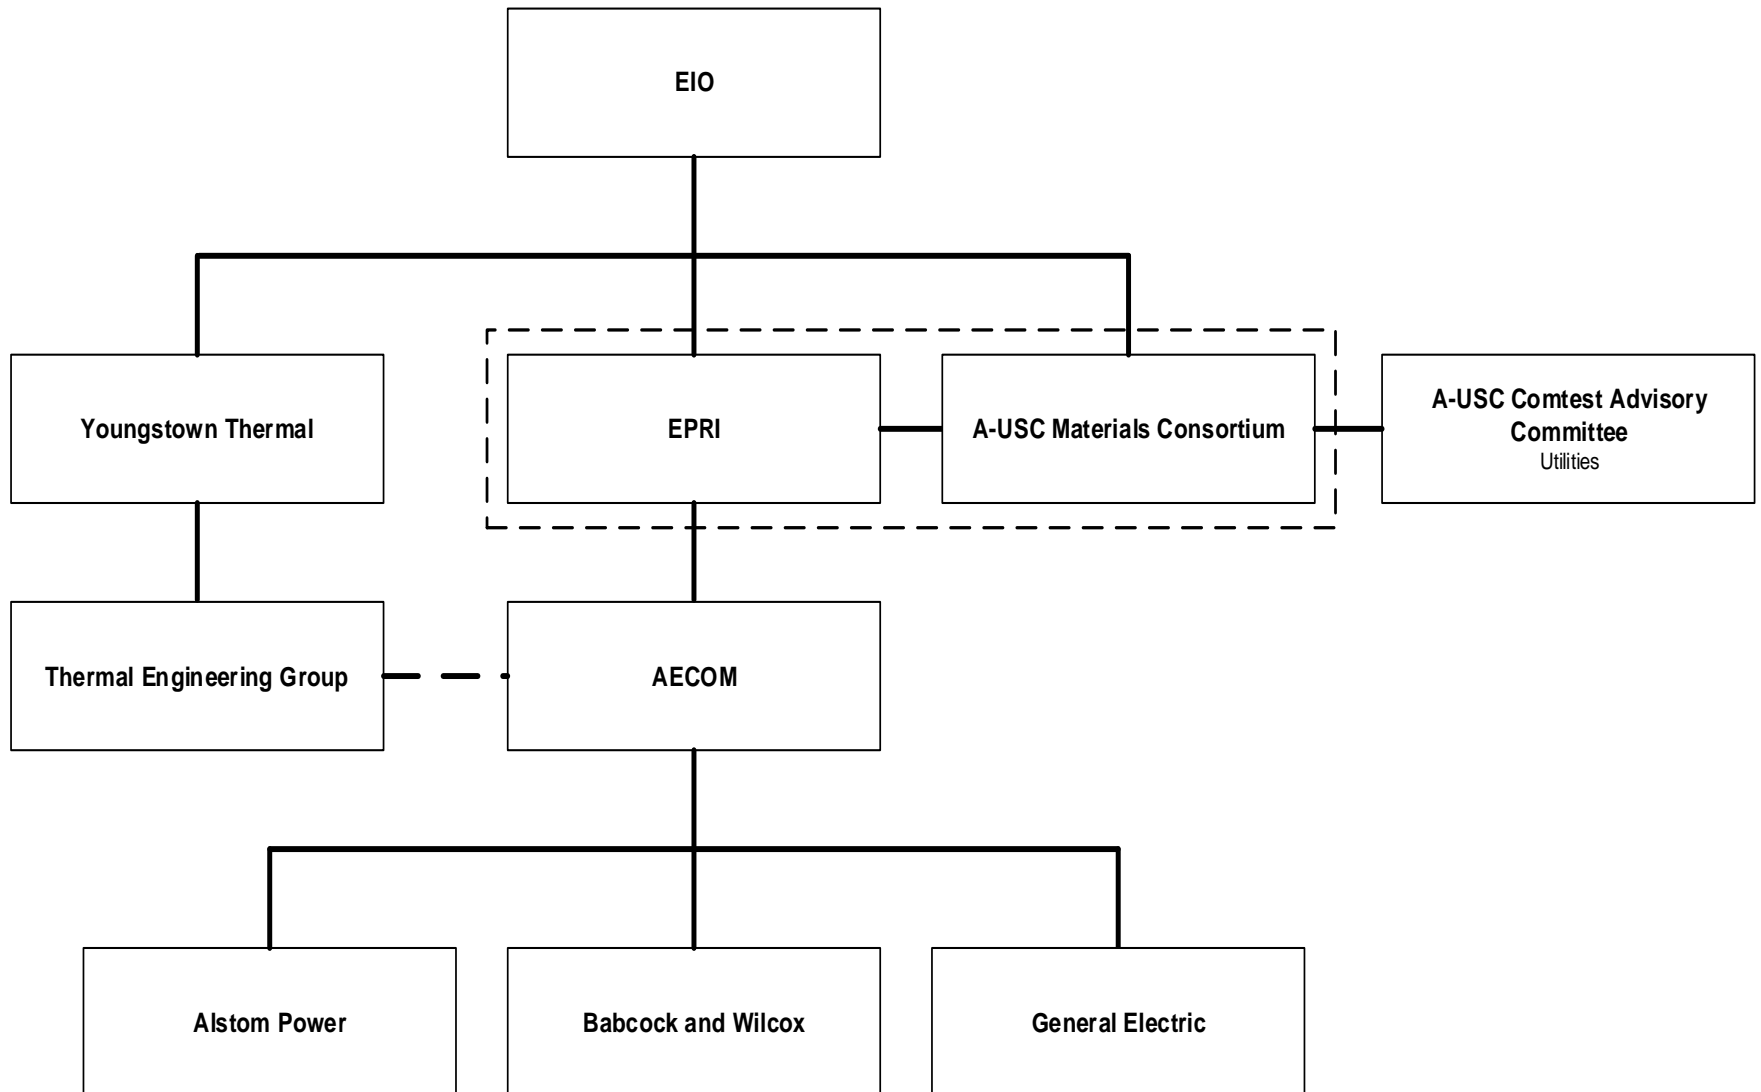 EIO
Youngstown Thermal
EPRI
A-USC Materials Consortium
A-USC Comtest Advisory
Committee
Utilities
Thermal Engineering Group
AECOM
Alstom Power
Babcock and Wilcox
General Electric